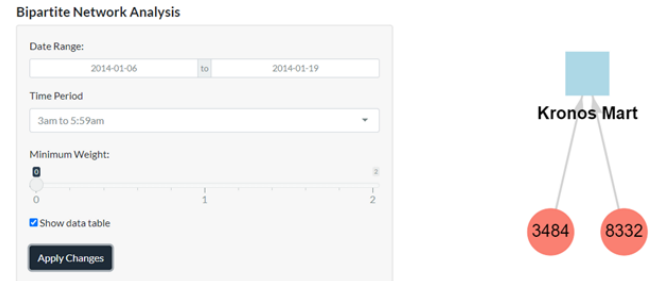 Bipartite Network Analysis
Date Range:
2014-01-06 to 2014-01-19
Time Period
3am to 5:59am
Minimum Weight:
0 2
0 1 2
Show data table
Apply Changes
Kronos Mart
3484 8332